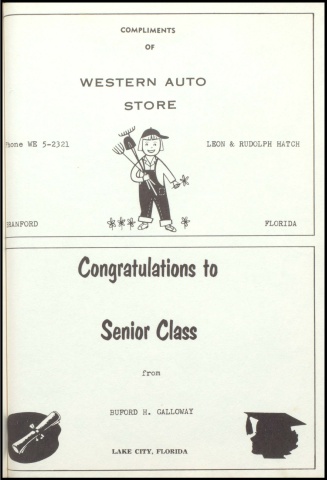 COMPLIMENTS
OF
WESTERN AUTO
STORE
Phone WE 5-2321
LEON & RUDOLPH HATCH
BRANFORD
FLORIDA
Congratulations to
Senior Class
from
BUFORD H. GALLOWAY
LAKE CITY, FLORIDA